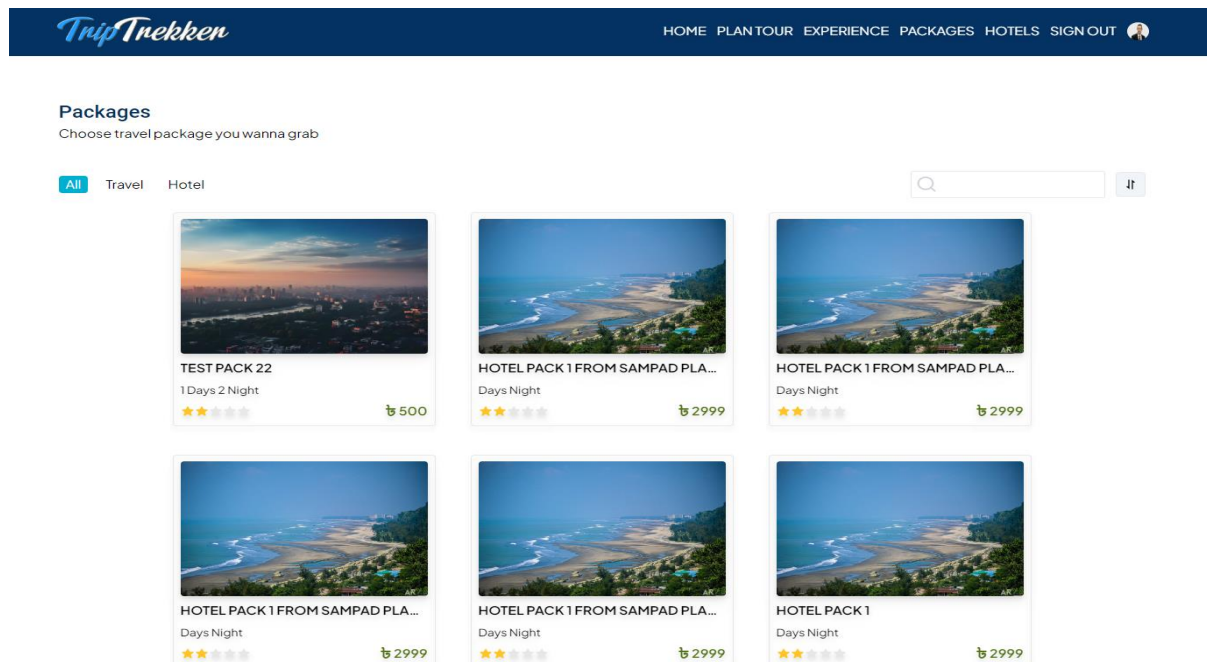 TripTrekker
HOME PLAN TOUR EXPERIENCE PACKAGES HOTELS SIGN OUT
Packages
Choose travel package you wanna grab
All Travel Hotel
TEST PACK 22
1 Days 2 Night
৳ 500
HOTEL PACK 1 FROM SAMPAD PLA...
Days Night
৳ 2999
HOTEL PACK 1 FROM SAMPAD PLA...
Days Night
৳ 2999
HOTEL PACK 1 FROM SAMPAD PLA...
Days Night
৳ 2999
HOTEL PACK 1 FROM SAMPAD PLA...
Days Night
৳ 2999
HOTEL PACK 1
Days Night
৳ 2999